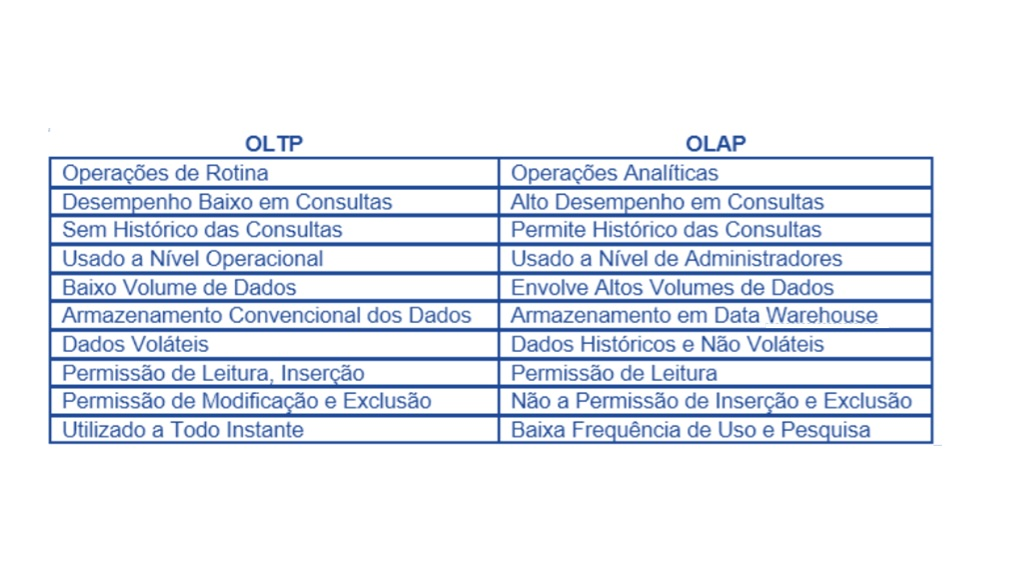 OLTP OLAP
Operações de Rotina Operações Analíticas
Desempenho Baixo em Consultas Alto Desempenho em Consultas
Sem Histórico das Consultas Permite Histórico das Consultas
Usado a Nível Operacional Usado a Nível de Administradores
Baixo Volume de Dados Envolve Altos Volumes de Dados
Armazenamento Convencional dos Dados Armazenamento em Data Warehouse
Dados Voláteis Dados Históricos e Não Voláteis
Permissão de Leitura, Inserção Permissão de Leitura
Permissão de Modificação e Exclusão Não a Permissão de Inserção e Exclusão
Utilizado a Todo Instante Baixa Frequência de Uso e Pesquisa